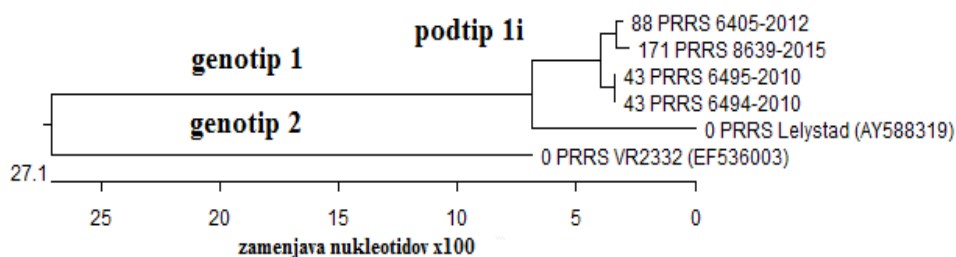 podtip 1i
88 PRRS 6405-2012
genotip 1
171 PRRS 8639-2015
43 PRRS 6495-2010
43 PRRS 6494-2010
genotip 2
0 PRRS Lelystad (AY588319)
0 PRRS VR2332 (EF536003)
27.1
25 20 15 10 5 0
zamenjava nukleotidov x100